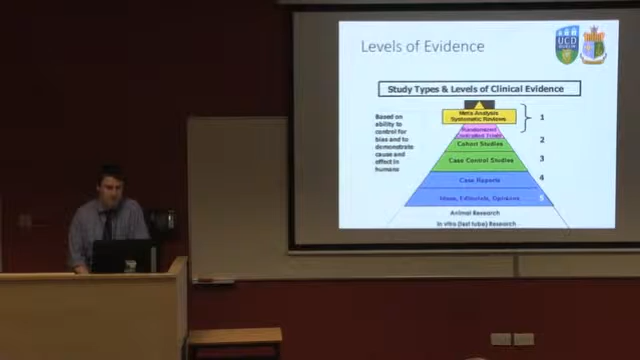 Levels of Evidence
UCD
DUBLIN
Study Types & Levels of Clinical Evidence
Based on
ability to
control for
bias and to
demonstrate
cause and
effect in
humans
Meta Analysis
Systematic Reviews
1
Randomized
Controlled Trials
2
Cohort Studies
Case Control Studies
3
Case Reports
4
Ideas, Editorials, Opinions
5
Animal Research
In vitro (test tube) Research